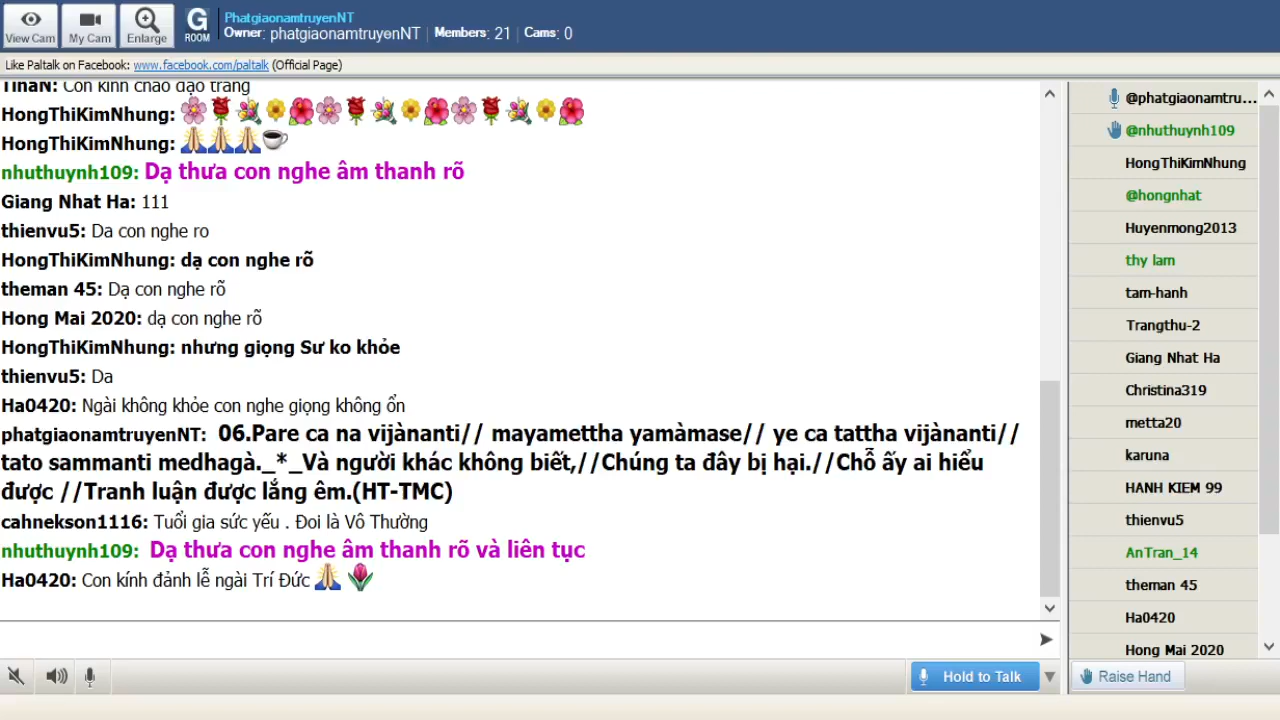 View Cam
My Cam
Enlarge
G
ROOM
PhatgiaonamtruyenNT
Owner: phatgiaonamtruyenNT | Members: 21 | Cams: 0
Like Paltalk on Facebook: www.facebook.com/paltalk (Official Page)
TinaN: Con kinh chao dao trang
HongThiKimNhung:
HongThiKimNhung:
nhuthuynh109: Dạ thưa con nghe âm thanh rõ
Giang Nhat Ha: 111
thienvu5: Da con nghe ro
HongThiKimNhung: dạ con nghe rõ
theman 45: Dạ con nghe rõ
Hong Mai 2020: dạ con nghe rõ
HongThiKimNhung: nhưng giọng Sư ko khỏe
thienvu5: Da
Ha0420: Ngài không khỏe con nghe giọng không ổn
phatgiaonamtruyenNT: 06.Pare ca na vijànanti// mayamettha yamàmase// ye ca tattha vijànanti//
tato sammanti medhagà._*_Và người khác không biết,//Chúng ta đây bị hại.//Chỗ ấy ai hiểu
được //Tranh luận được lắng êm.(HT-TMC)
cahnekson1116: Tuổi gia sức yếu . Đoi là Vô Thường
nhuthuynh109: Dạ thưa con nghe âm thanh rõ và liên tục
Ha0420: Con kính đảnh lễ ngài Trí Đức
Hold to Talk
@phatgiaonamtru...
@nhuthuynh109
HongThiKimNhung
@hongnhat
Huyenmong2013
thy lam
tam-hanh
Trangthu-2
Giang Nhat Ha
Christina319
metta20
karuna
HANH KIEM 99
thienvu5
AnTran_14
theman 45
Ha0420
Hong Mai 2020
Raise Hand